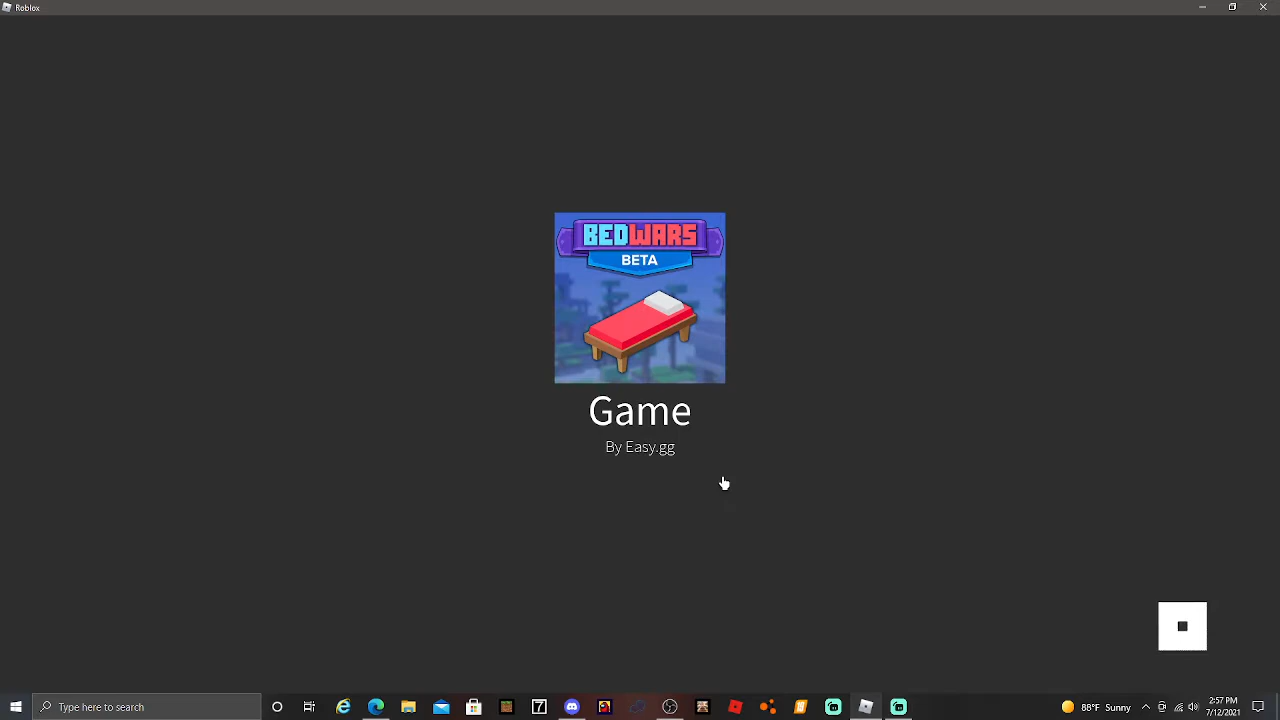 Roblox
BEDWARS
BETA
Game
By Easy.gg
Type here to search
7
88°F Sunny
2:57 PM
7/12/2021